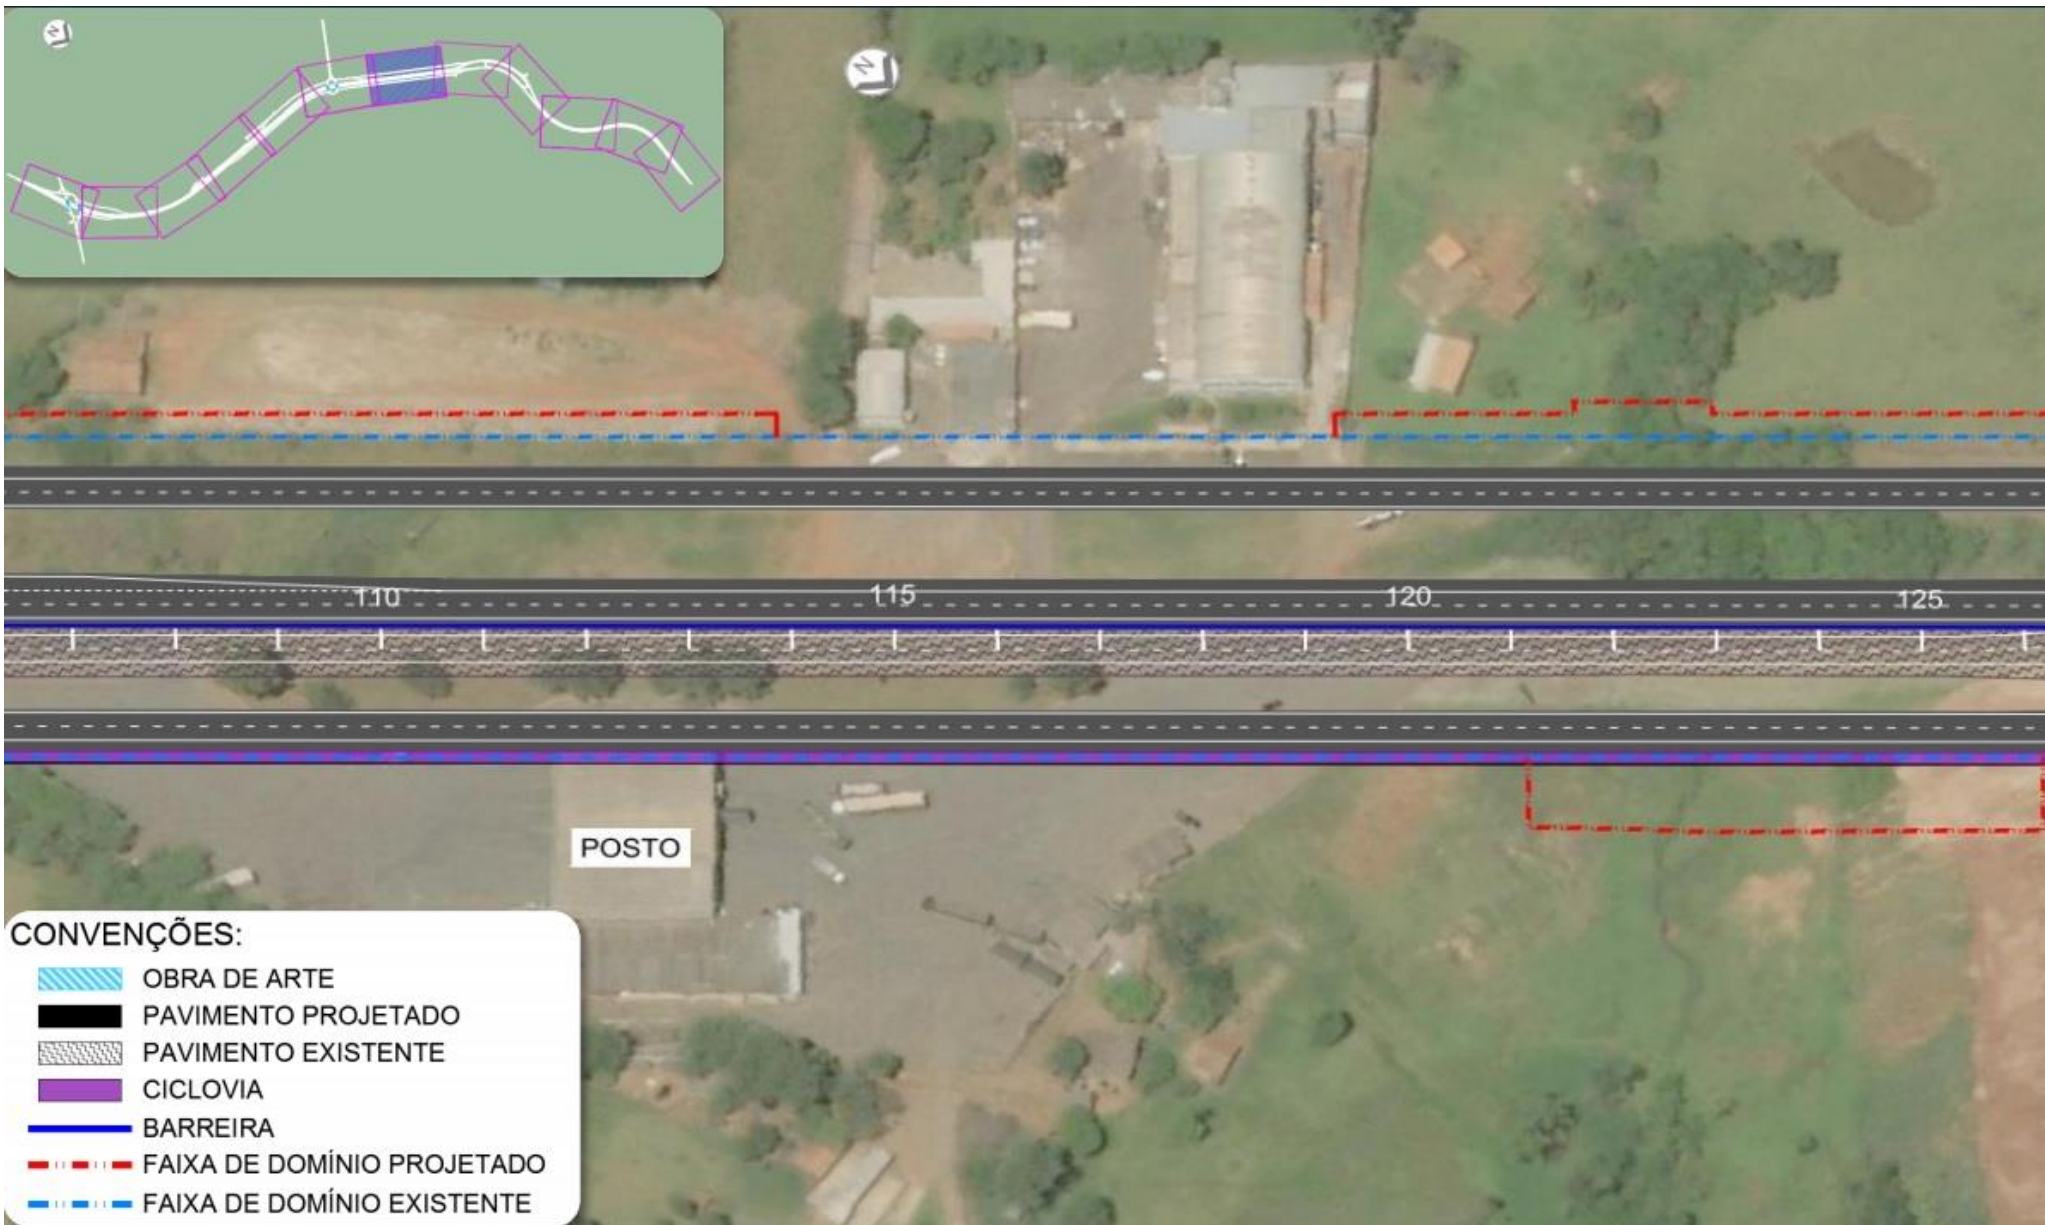 N
N
110
115
120
125
POSTO
CONVENÇÕES:
OBRA DE ARTE
PAVIMENTO PROJETADO
PAVIMENTO EXISTENTE
CICLOVIA
BARREIRA
FAIXA DE DOMÍNIO PROJETADO
FAIXA DE DOMÍNIO EXISTENTE